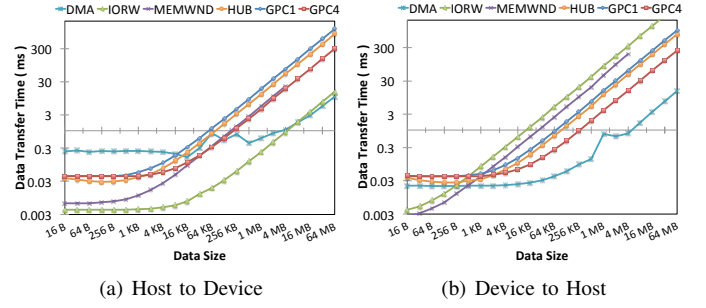 DMA IORW MEMWND HUB GPC1 GPC4
Data Transfer Time ( ms )
300
30
3
0.3
0.03
0.003
16 B 64 B 256 B 1 KB 4 KB 16 KB 64 KB 256 KB 1 MB 4 MB 16 MB 64 MB
Data Size
(a) Host to Device
DMA IORW MEMWND HUB GPC1 GPC4
Data Transfer Time ( ms )
300
30
3
0.3
0.03
0.003
16 B 64 B 256 B 1 KB 4 KB 16 KB 64 KB 256 KB 1 MB 4 MB 16 MB 64 MB
Data Size
(b) Device to Host